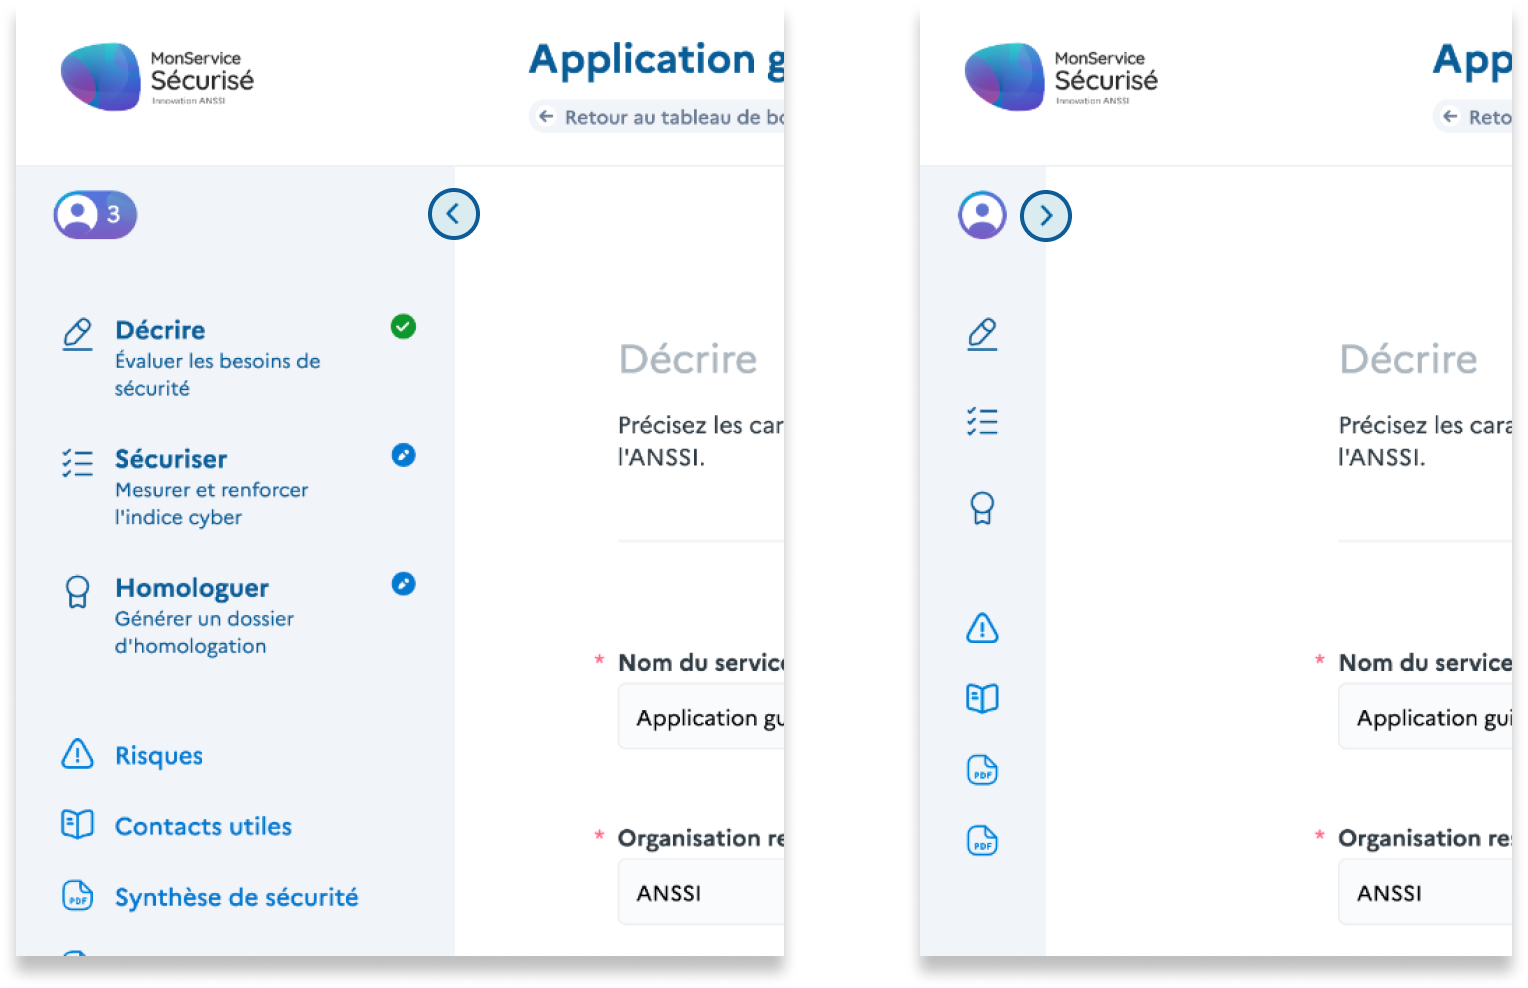 MonService
Sécurisé
Innovation ANSSI
Application
Retour au tableau de
3
Décrire
Évaluer les besoins de
sécurité
Sécuriser
Mesurer et renforcer
l'indice cyber
Homologuer
Générer un dossier
d'homologation
Risques
Contacts utiles
PDF
Synthèse de sécurité
Décrire
Précisez les car
l'ANSSI.
* Nom du service
Application gu
* Organisation re
ANSSI
MonService
Sécurisé
Innovation ANSSI
App
Reto
PDF
PDF
Décrire
Précisez les cara
l'ANSSI.
* Nom du service
Application gui
* Organisation res
ANSSI